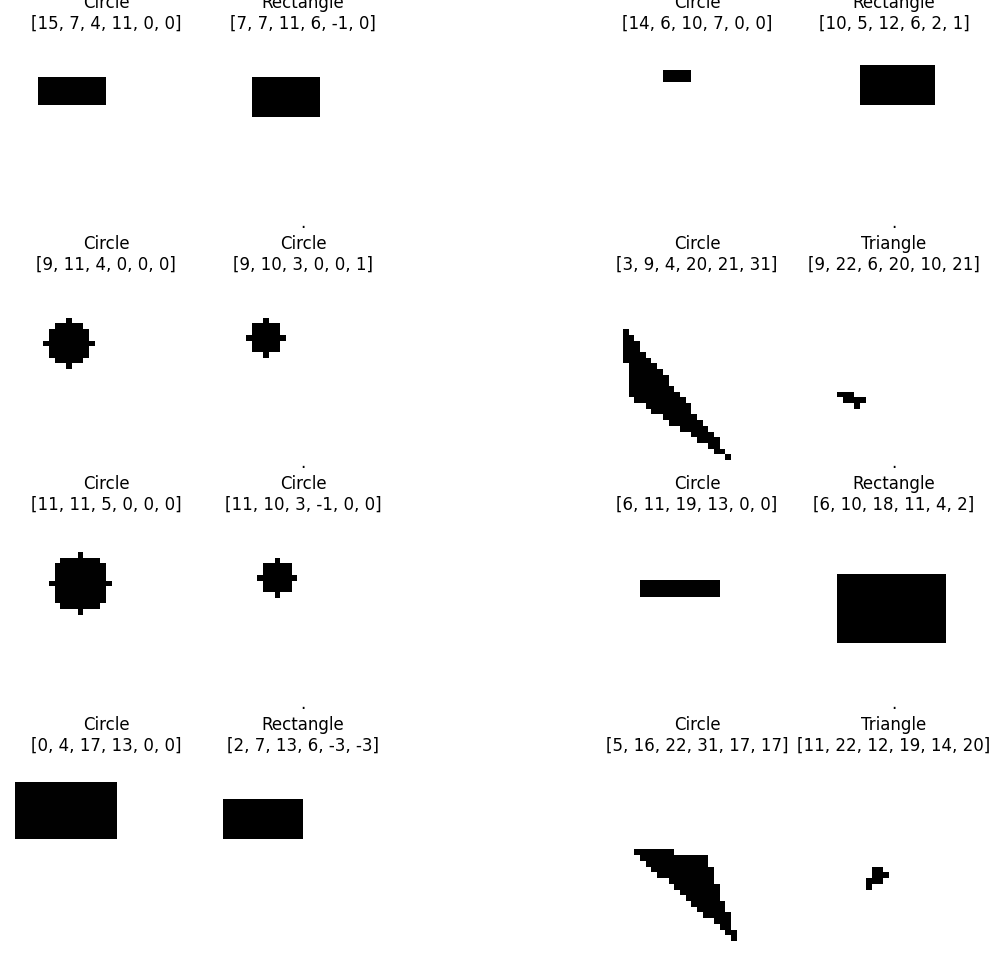 Circle Rectangle Circle Rectangle
[15, 7, 4, 11, 0, 0] [7, 7, 11, 6, -1, 0] [14, 6, 10, 7, 0, 0] [10, 5, 12, 6, 2, 1]
. .
Circle Circle Circle Triangle
[9, 11, 4, 0, 0, 0] [9, 10, 3, 0, 0, 1] [3, 9, 4, 20, 21, 31] [9, 22, 6, 20, 10, 21]
. .
Circle Circle Circle Rectangle
[11, 11, 5, 0, 0, 0] [11, 10, 3, -1, 0, 0] [6, 11, 19, 13, 0, 0] [6, 10, 18, 11, 4, 2]
. .
Circle Rectangle Circle Triangle
[0, 4, 17, 13, 0, 0] [2, 7, 13, 6, -3, -3] [5, 16, 22, 31, 17, 17] [11, 22, 12, 19, 14, 20]